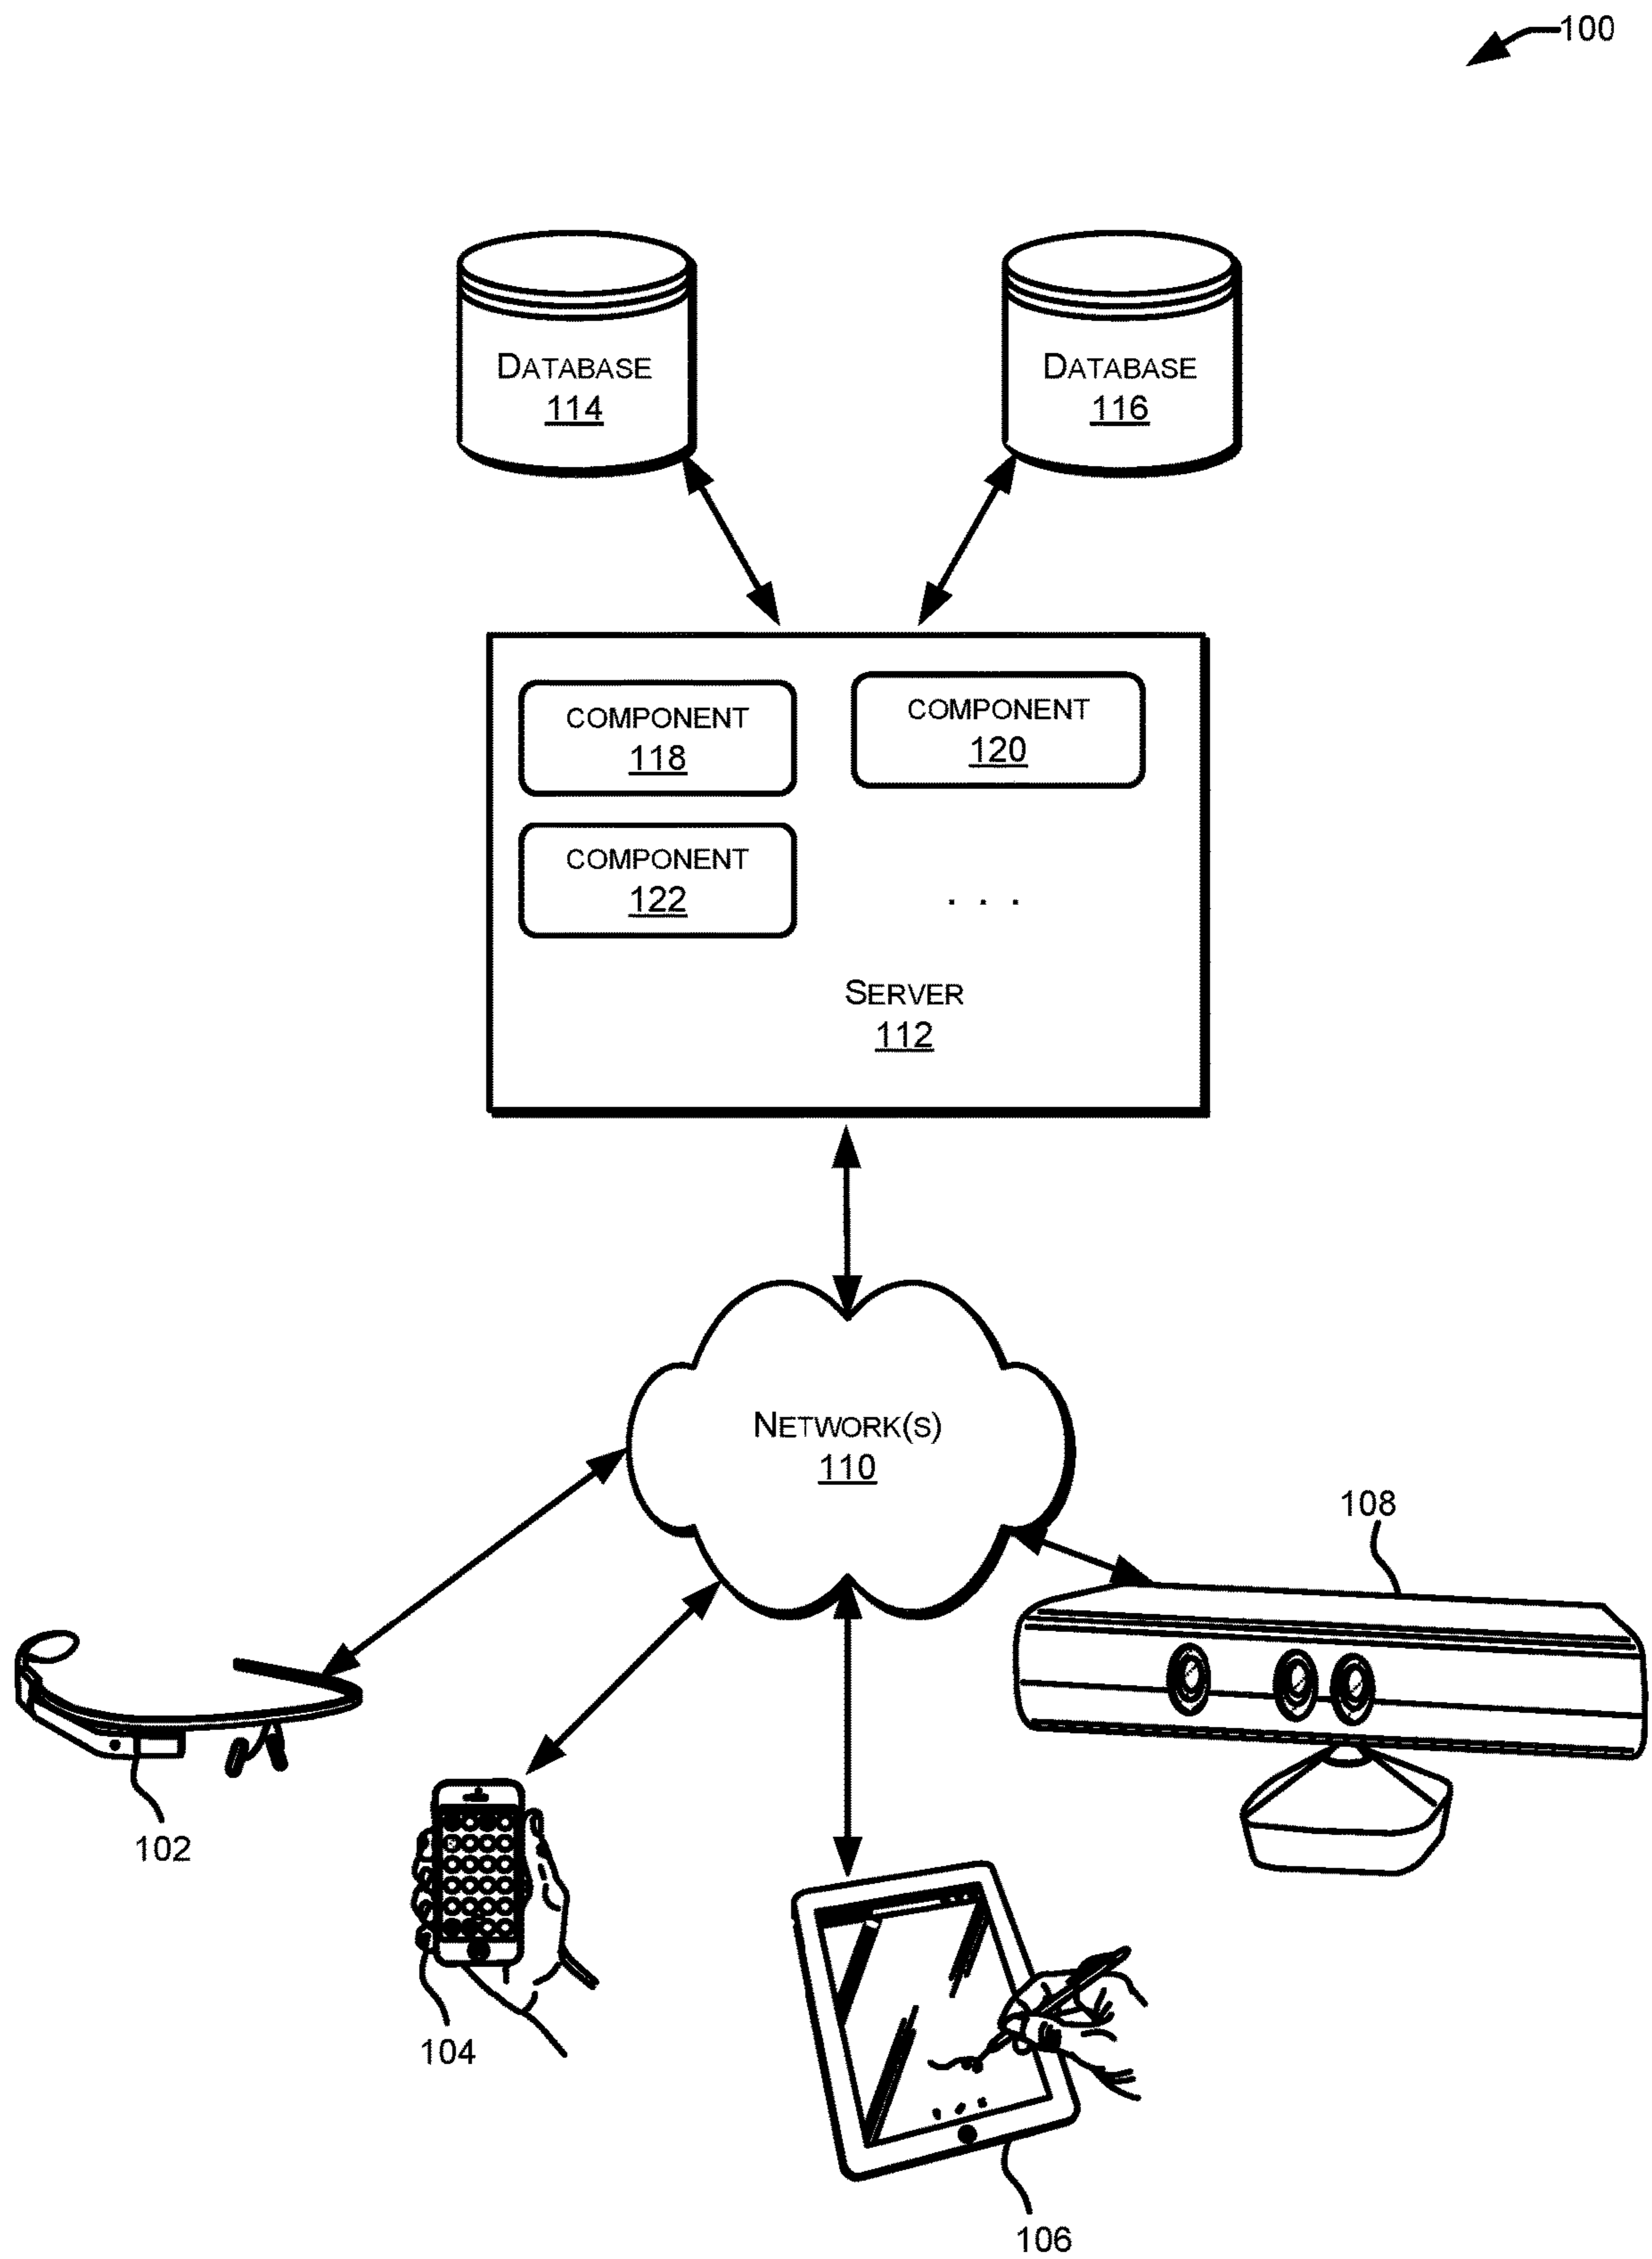 100
DATABASE
114
DATABASE
116
COMPONENT
118
COMPONENT
120
COMPONENT
122
. . .
SERVER
112
NETWORK(S)
110
108
102
104
106